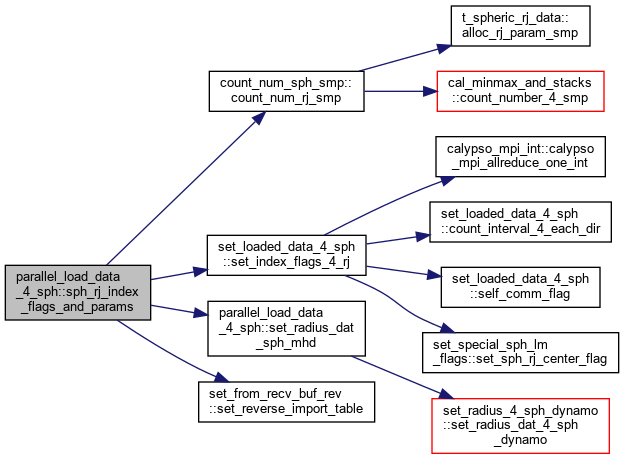 parallel_load_data
_4_sph::sph_rj_index
_flags_and_params
count_num_sph_smp::
count_num_rj_smp
t_spheric_rj_data::
alloc_rj_param_smp
cal_minmax_and_stacks
::count_number_4_smp
set_loaded_data_4_sph
::set_index_flags_4_rj
calypso_mpi_int::calypso
_mpi_allreduce_one_int
set_loaded_data_4_sph
::count_interval_4_each_dir
set_loaded_data_4_sph
::self_comm_flag
set_special_sph_lm
_flags::set_sph_rj_center_flag
parallel_load_data
_4_sph::set_radius_dat
_sph_mhd
set_radius_4_sph_dynamo
::set_radius_dat_4_sph
_dynamo
set_from_recv_buf_rev
::set_reverse_import_table